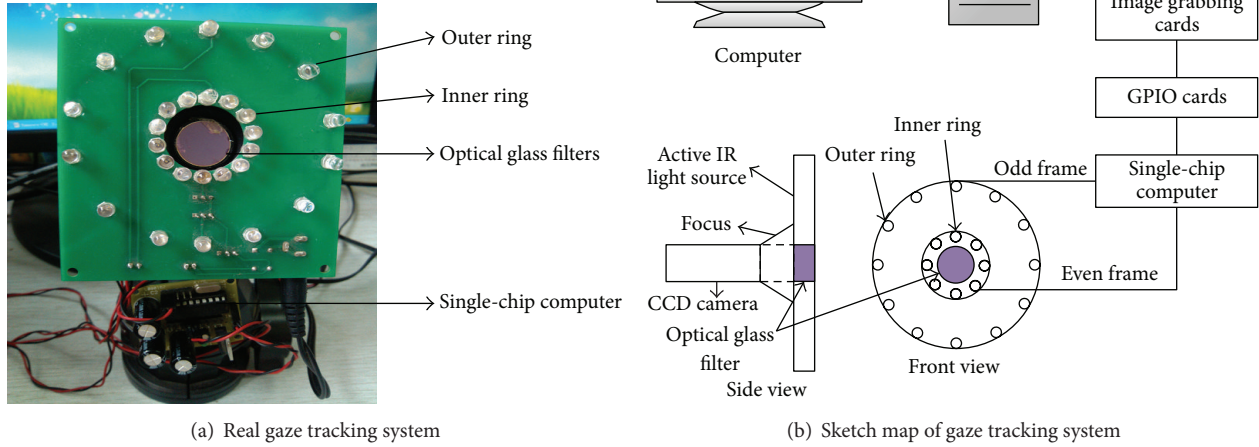 Outer ring
Inner ring
Optical glass filters
Single-chip computer
(a) Real gaze tracking system
Computer
Image grabbing
cards
GPIO cards
Single-chip
computer
Inner ring
Outer ring
Active IR
light source
Odd frame
Focus
Even frame
CCD camera
Optical glass
filter
Side view
Front view
(b) Sketch map of gaze tracking system